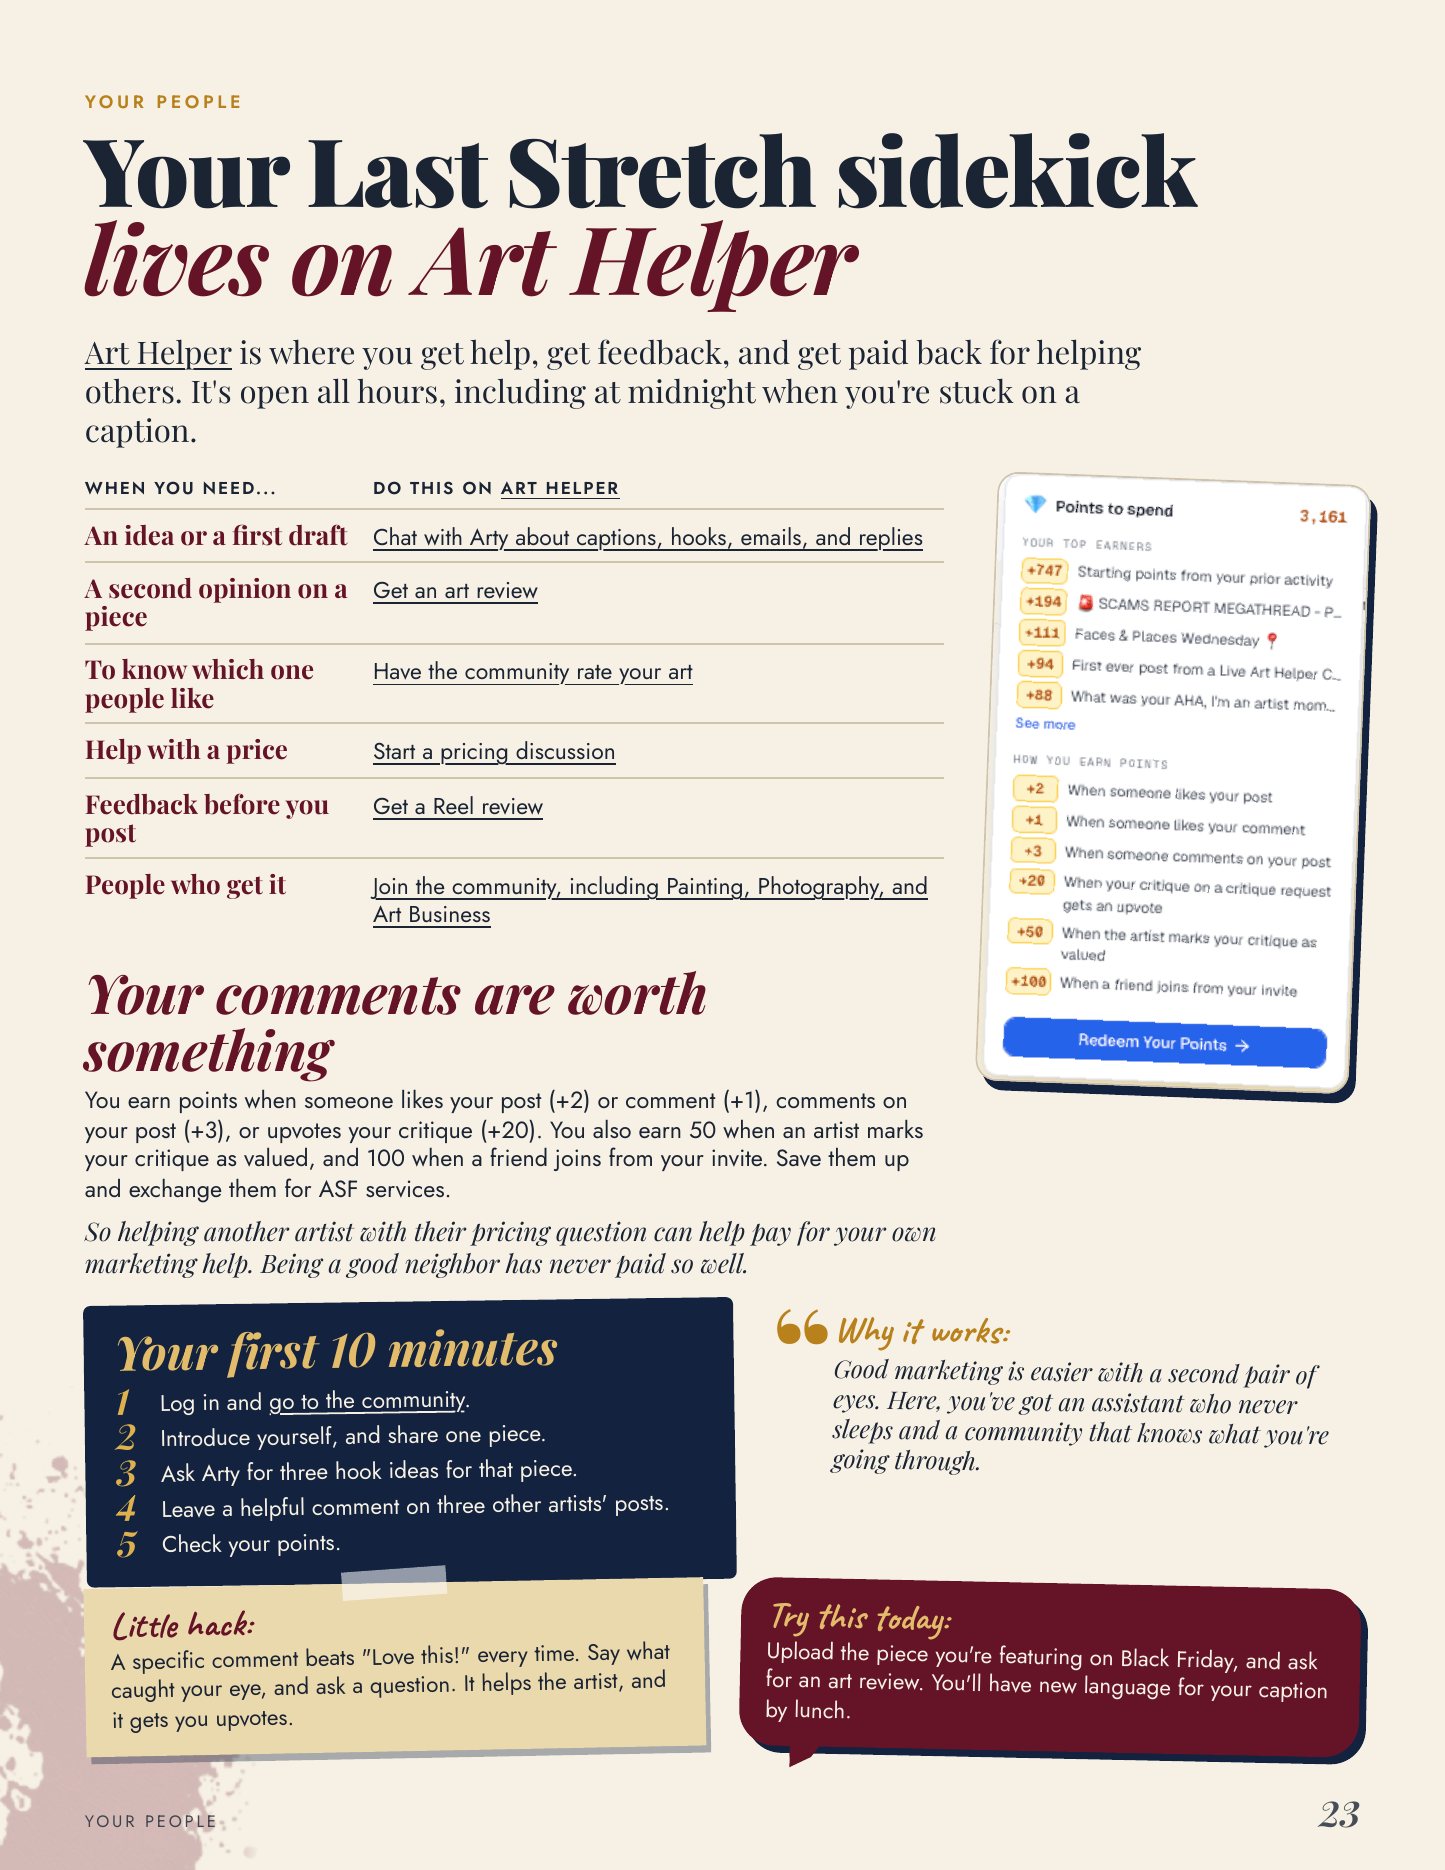 YOUR PEOPLE
Your Last Stretch sidekick
lives on Art Helper
Art Helper is where you get help, get feedback, and get paid back for helping
others. It's open all hours, including at midnight when you're stuck on a
caption.
WHEN YOU NEED... DO THIS ON ART HELPER
An idea or a first draft Chat with Arty about captions, hooks, emails, and replies
A second opinion on a Get an art review
piece
To know which one Have the community rate your art
people like
Help with a price Start a pricing discussion
Feedback before you Get a Reel review
post
People who get it Join the community, including Painting, Photography, and
Art Business
💎 Points to spend 3,161
YOUR TOP EARNERS
+747 Starting points from your prior activity
+194 🚨 SCAMS REPORT MEGATHREAD - P...
+111 Faces & Places Wednesday 📍
+94 First ever post from a Live Art Helper C...
+88 What was your AHA, I'm an artist mom...
See more
HOW YOU EARN POINTS
+2 When someone likes your post
+1 When someone likes your comment
+3 When someone comments on your post
+20 When your critique on a critique request
gets an upvote
+50 When the artist marks your critique as
valued
+100 When a friend joins from your invite
Redeem Your Points →
Your comments are worth
something
You earn points when someone likes your post (+2) or comment (+1), comments on
your post (+3), or upvotes your critique (+20). You also earn 50 when an artist marks
your critique as valued, and 100 when a friend joins from your invite. Save them up
and exchange them for ASF services.
So helping another artist with their pricing question can help pay for your own
marketing help. Being a good neighbor has never paid so well.
Your first 10 minutes
1 Log in and go to the community.
2 Introduce yourself, and share one piece.
3 Ask Arty for three hook ideas for that piece.
4 Leave a helpful comment on three other artists' posts.
5 Check your points.
❝ Why it works:
Good marketing is easier with a second pair of
eyes. Here, you've got an assistant who never
sleeps and a community that knows what you're
going through.
Little hack:
A specific comment beats "Love this!" every time. Say what
caught your eye, and ask a question. It helps the artist, and
it gets you upvotes.
Try this today:
Upload the piece you're featuring on Black Friday, and ask
for an art review. You'll have new language for your caption
by lunch.
YOUR PEOPLE 23